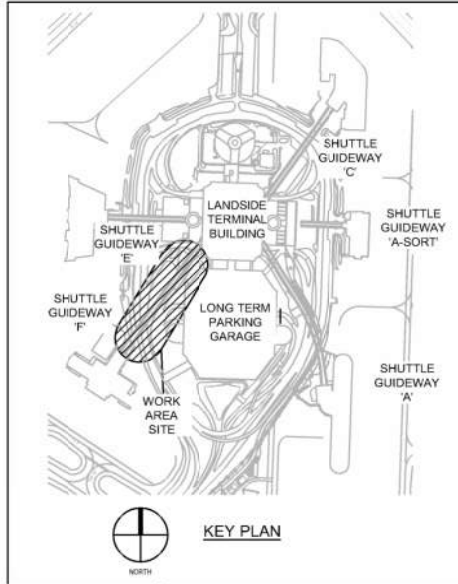 SHUTTLE
GUIDEWAY
'C'
LANDSIDE
TERMINAL
BUILDING
SHUTTLE
GUIDEWAY
'A-SORT'
SHUTTLE
GUIDEWAY
'E'
SHUTTLE
GUIDEWAY
'F'
LONG TERM
PARKING
GARAGE
SHUTTLE
GUIDEWAY
'A'
WORK
AREA
SITE
KEY PLAN
NORTH